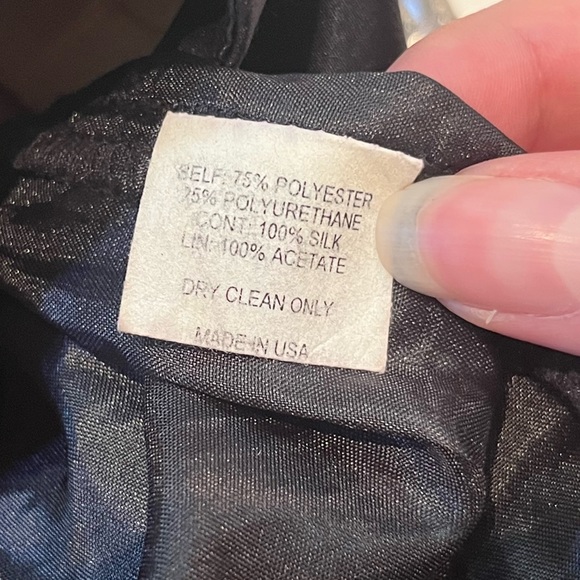 SELF: 75% POLYESTER
25% POLYURETHANE
CONT: 100% SILK
LIN: 100% ACETATE
DRY CLEAN ONLY
MADE IN USA